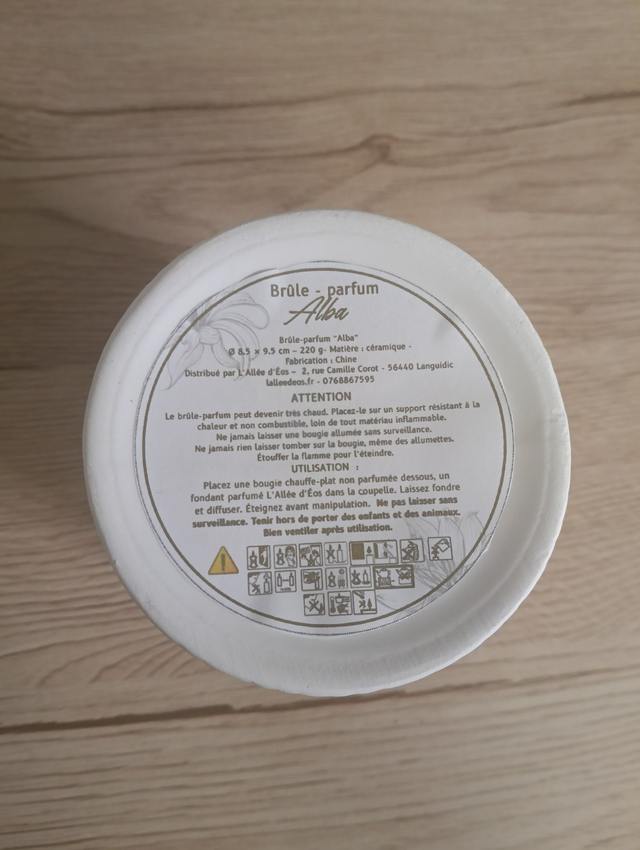 Brûle - parfum
Alba
Brûle-parfum "Alba"
Ø 8.5 × 9.5 cm – 220 g- Matière : céramique -
Fabrication : Chine
Distribué par L'Allée d'Éos – 2, rue Camille Corot - 56440 Languidic
lalleedeos.fr - 0768867595
ATTENTION
Le brûle-parfum peut devenir très chaud. Placez-le sur un support résistant à la
chaleur et non combustible, loin de tout matériau inflammable.
Ne jamais laisser une bougie allumée sans surveillance.
Ne jamais rien laisser tomber sur la bougie, même des allumettes.
Étouffer la flamme pour l'éteindre.
UTILISATION :
Placez une bougie chauffe-plat non parfumée dessous, un
fondant parfumé L'Allée d'Éos dans la coupelle. Laissez fondre
et diffuser. Éteignez avant manipulation. Ne pas laisser sans
surveillance. Tenir hors de porter des enfants et des animaux.
Bien ventiler après utilisation.